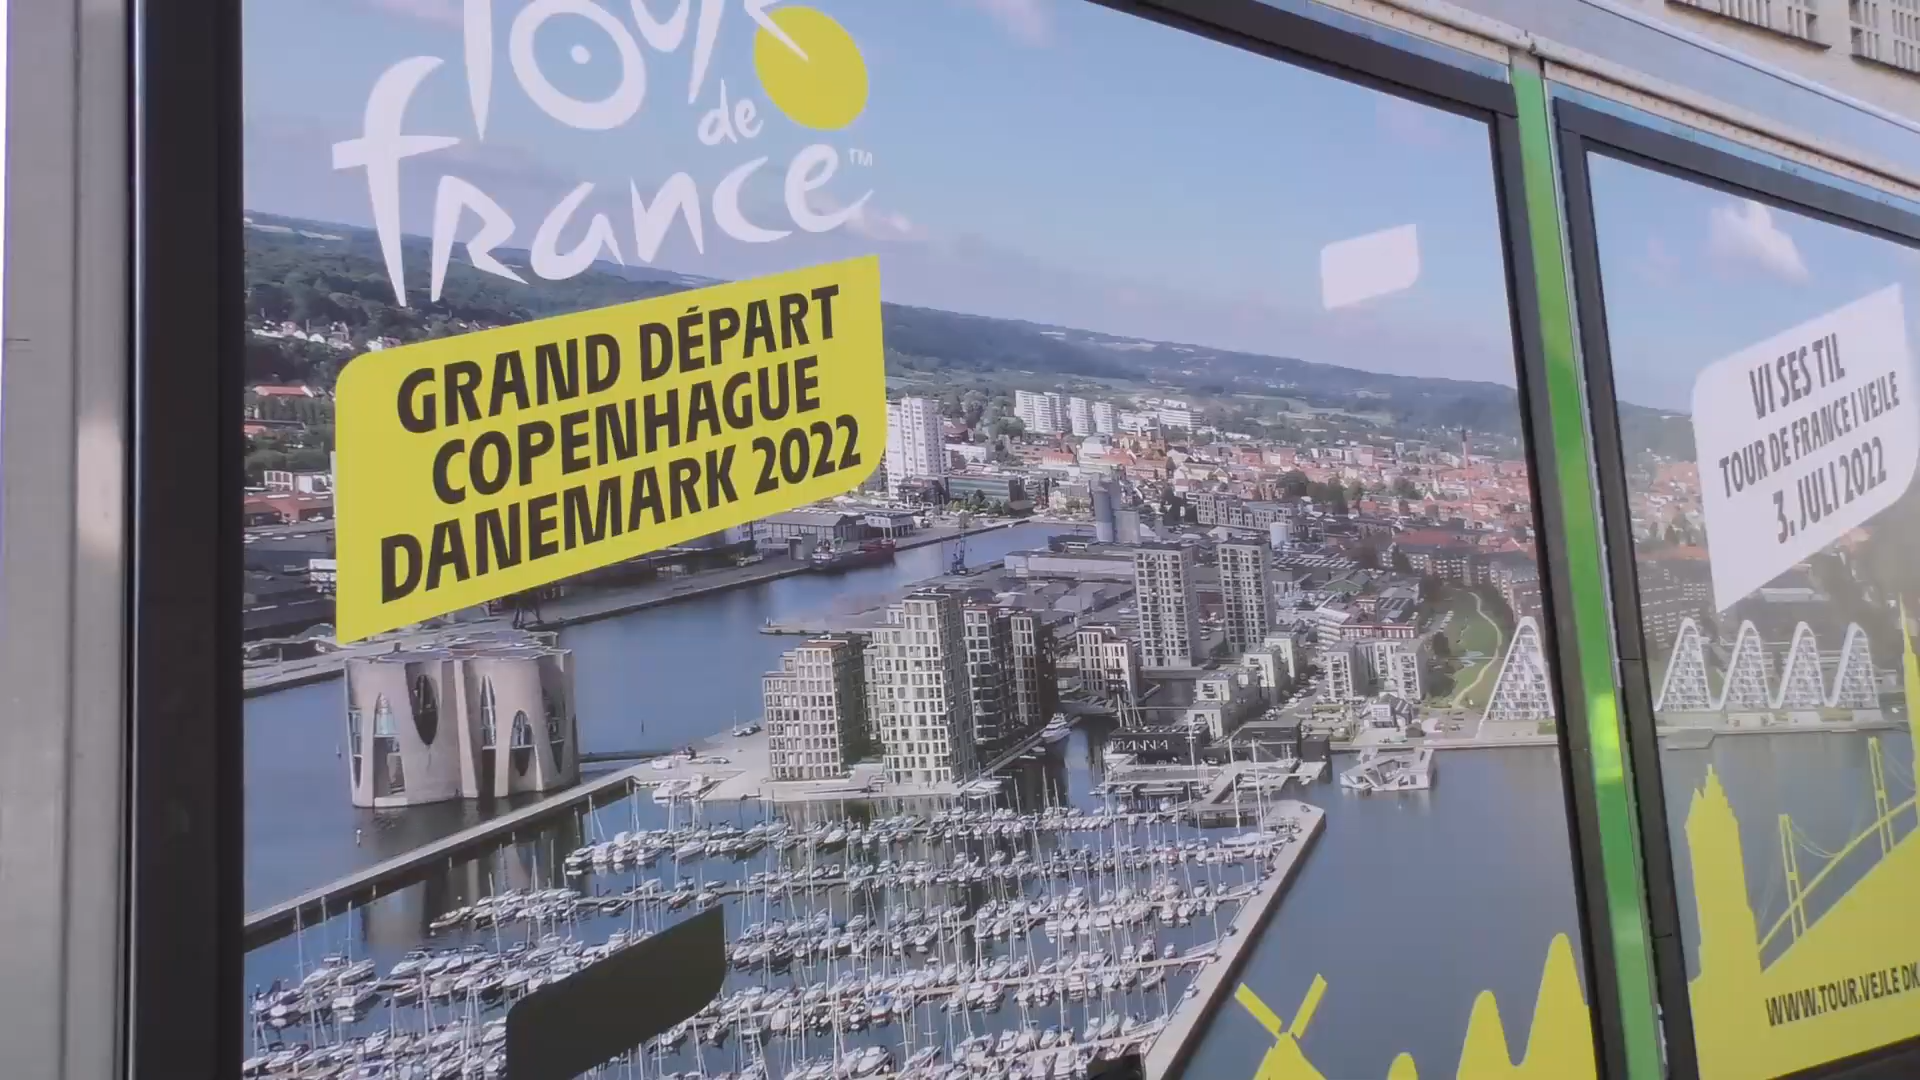 Tour
de
france™
GRAND DÉPART
COPENHAGUE
DANEMARK 2022
VI SES TIL
TOUR DE FRANCE I VEJLE
3. JULI 2022
WWW.TOUR.VEJLE.DK